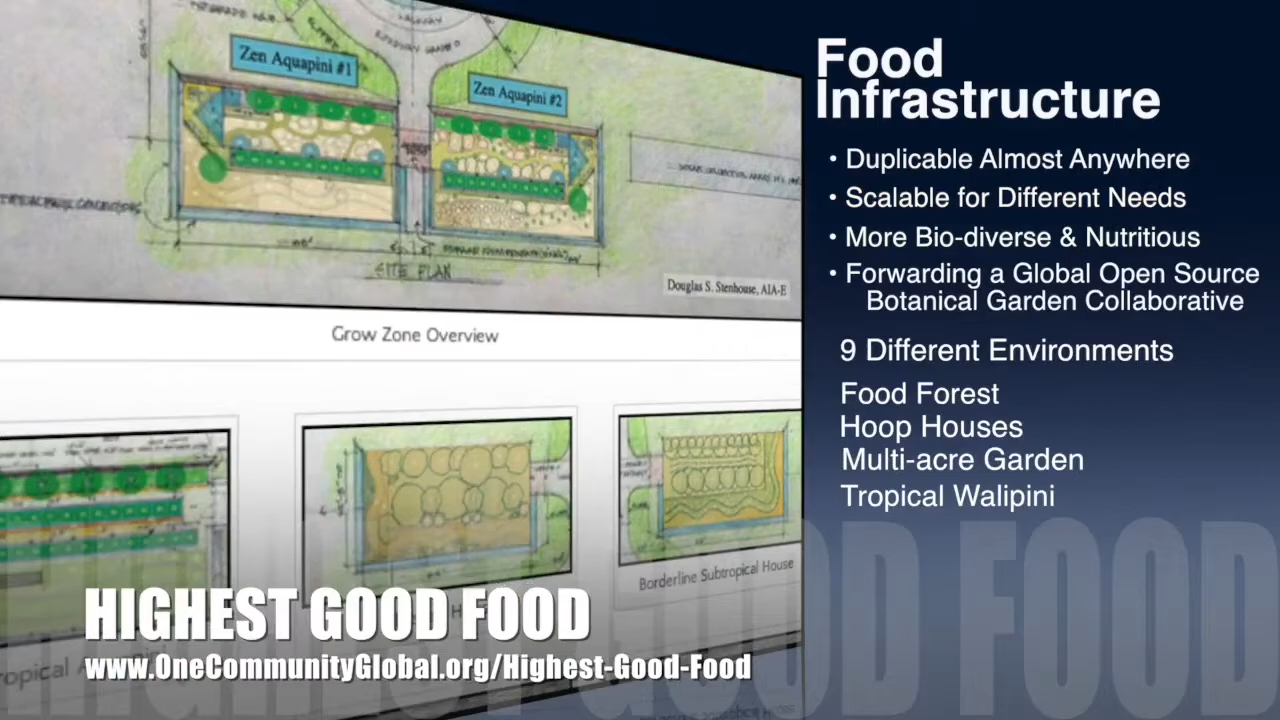 Zen Aquapini #1
Zen Aquapini #2
SITE PLAN
Douglas S. Stenhouse, AIA-E
Grow Zone Overview
Borderline Subtropical House
HIGHEST GOOD FOOD
www.OneCommunityGlobal.org/Highest-Good-Food
Food
Infrastructure
• Duplicable Almost Anywhere
• Scalable for Different Needs
• More Bio-diverse & Nutritious
• Forwarding a Global Open Source
Botanical Garden Collaborative
9 Different Environments
Food Forest
Hoop Houses
Multi-acre Garden
Tropical Walipini
HIGHEST GOOD FOOD